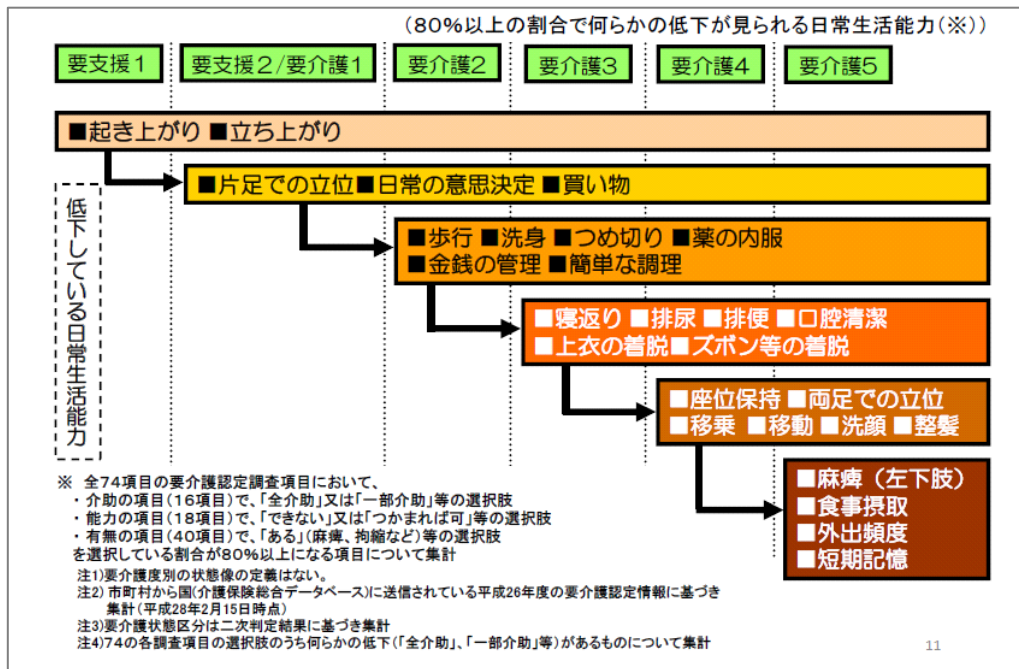 (80%以上の割合で何らかの低下が見られる日常生活能力(※))
要支援1 要支援2/要介護1 要介護2 要介護3 要介護4 要介護5
■起き上がり ■立ち上がり
■片足での立位■日常の意思決定 ■買い物
■歩行 ■洗身 ■つめ切り ■薬の内服
■金銭の管理 ■簡単な調理
■寝返り ■排尿 ■排便 ■口腔清潔
■上衣の着脱■ズボン等の着脱
■座位保持 ■両足での立位
■移乗 ■移動 ■洗顔 ■整髪
■麻痺(左下肢)
■食事摂取
■外出頻度
■短期記憶
低下している日常生活能力
※ 全74項目の要介護認定調査項目において、
・介助の項目(16項目)で、「全介助」又は「一部介助」等の選択肢
・能力の項目(18項目)で、「できない」又は「つかまれば可」等の選択肢
・有無の項目(40項目)で、「ある」(麻痺、拘縮など)等の選択肢
を選択している割合が80%以上になる項目について集計
注1)要介護度別の状態像の定義はない。
注2)市町村から国(介護保険総合データベース)に送信されている平成26年度の要介護認定情報に基づき
集計(平成28年2月15日時点)
注3)要介護状態区分は二次判定結果に基づき集計
注4)74の各調査項目の選択肢のうち何らかの低下(「全介助」、「一部介助」等)があるものについて集計
11